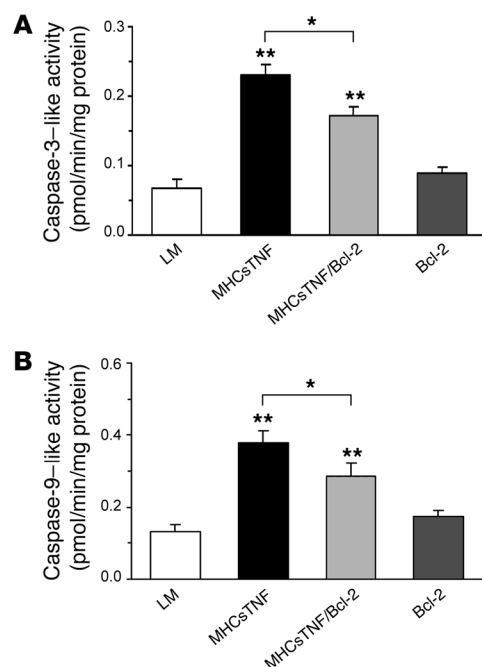 A
Caspase-3–like activity
(pmol/min/mg protein)
0.3
0.2
0.1
0.0
*
**
**
LM
MHCsTNF
MHCsTNF/Bcl-2
Bcl-2
B
Caspase-9–like activity
(pmol/min/mg protein)
0.6
0.4
0.2
0.0
*
**
**
LM
MHCsTNF
MHCsTNF/Bcl-2
Bcl-2